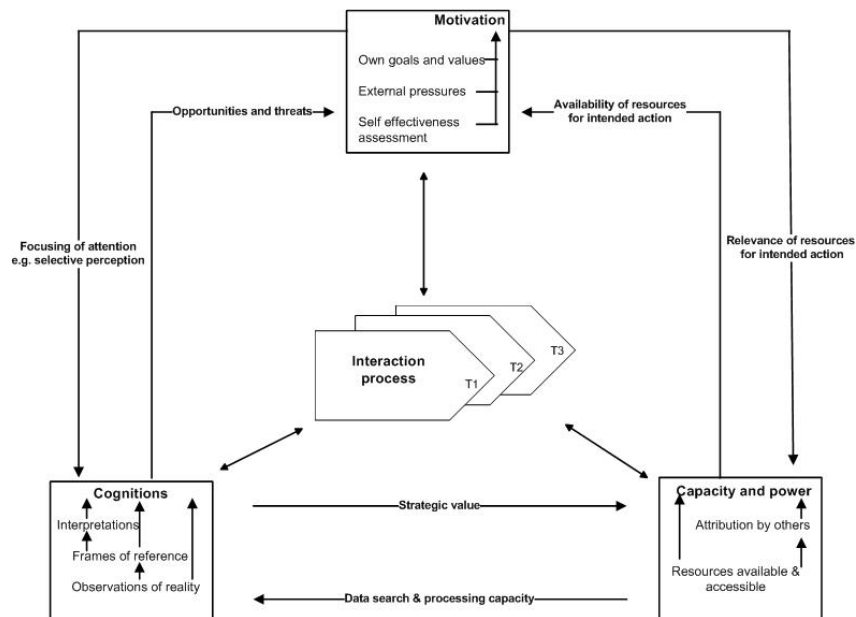 Motivation
Own goals and values
External pressures
Self effectiveness
assessment
Opportunities and threats
Availability of resources
for intended action
Focusing of attention
e.g. selective perception
Relevance of resources
for intended action
Interaction
process
T1
T2
T3
Cognitions
Interpretations
Frames of reference
Observations of reality
Strategic value
Data search & processing capacity
Capacity and power
Attribution by others
Resources available &
accessible